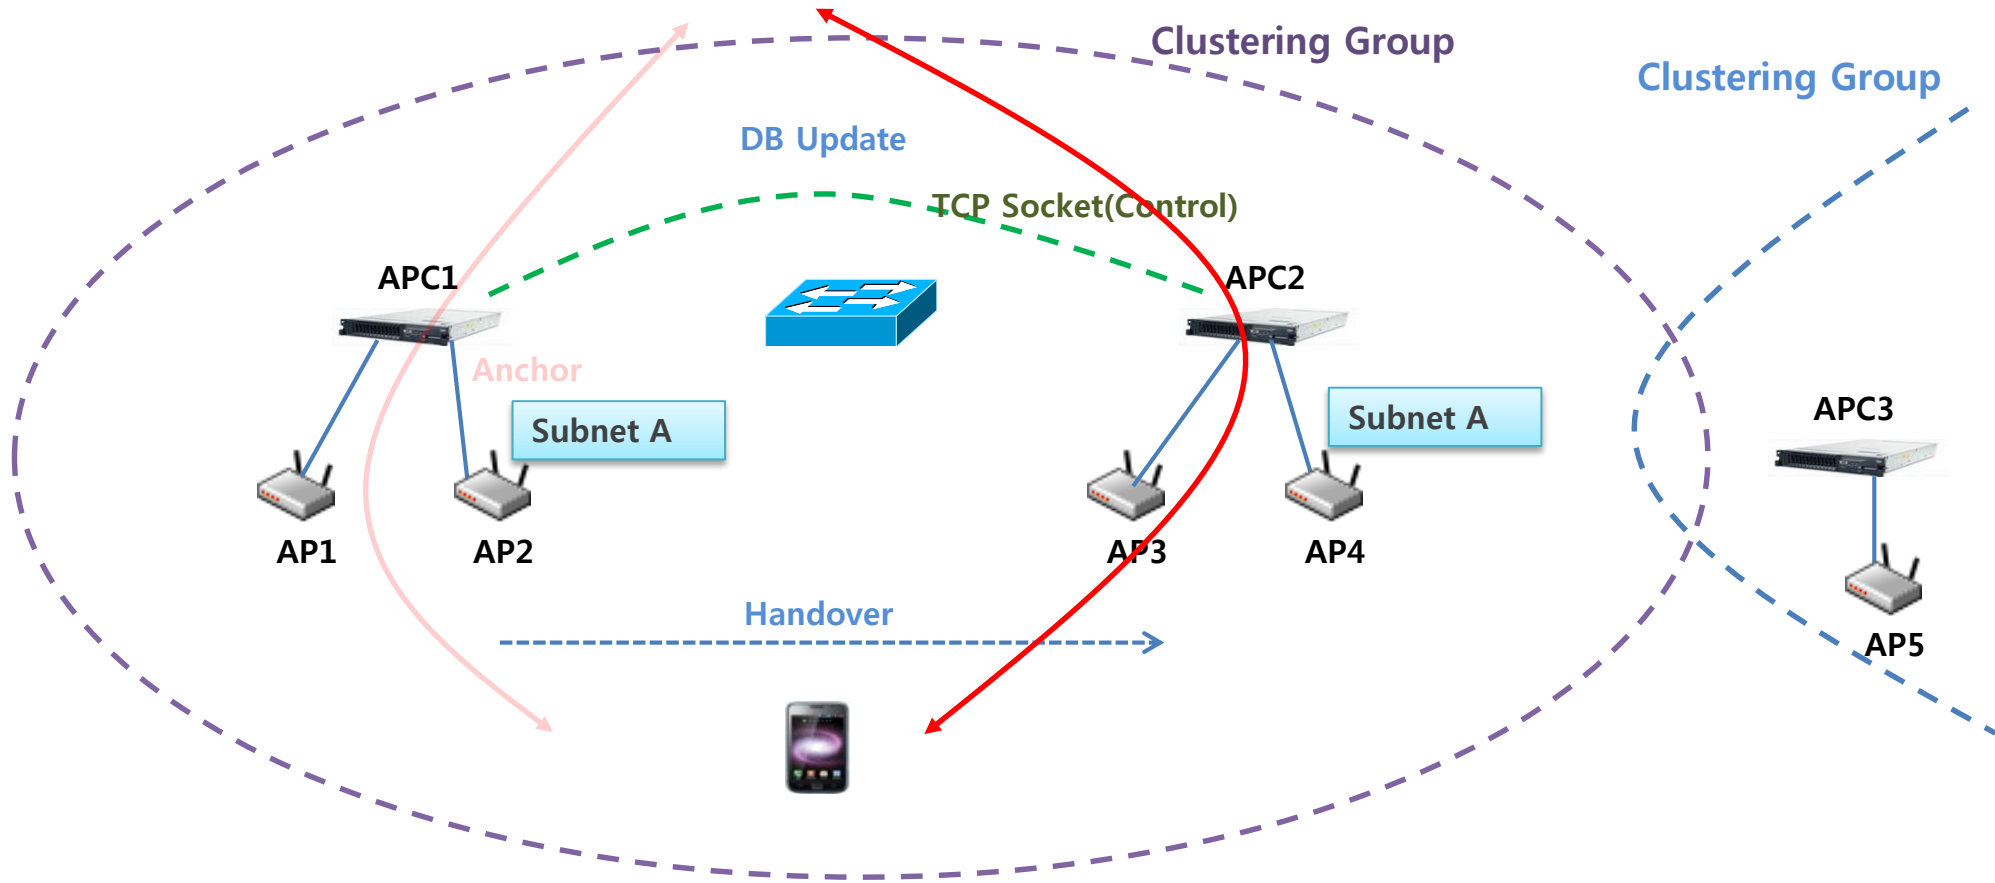 Clustering Group
Clustering Group
DB Update
TCP Socket(Control)
APC1
APC2
Anchor
Subnet A
Subnet A
APC3
AP1
AP2
AP3
AP4
Handover
AP5